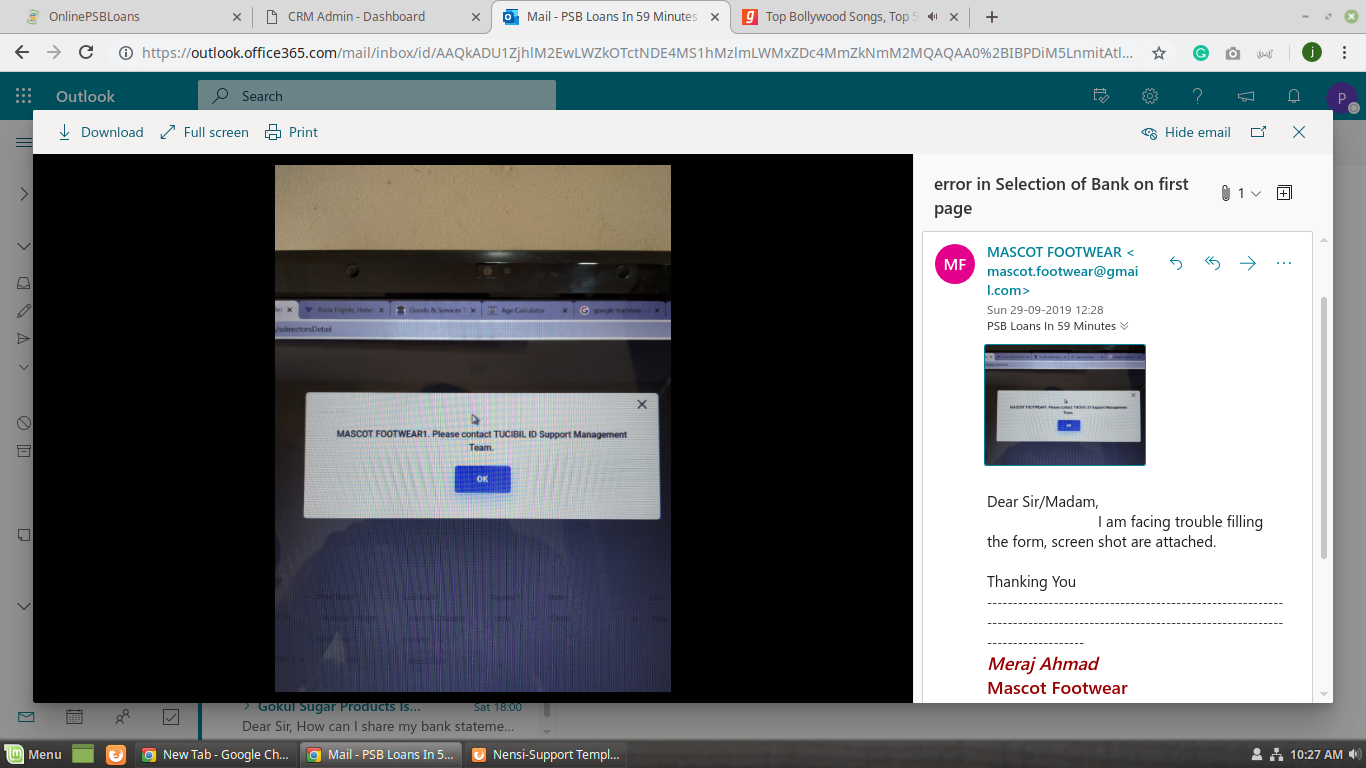 OnlinePSBLoans
CRM Admin - Dashboard
Mail - PSB Loans In 59 Minutes
Top Bollywood Songs, Top 5
https://outlook.office365.com/mail/inbox/id/AAQkADU1ZjhlM2EwLWZkOTctNDE4MS1hMzlmLWMxZDc4MmZkNmM2MQAQAA0%2BIBPDiM5LnmitAtl...
j
Outlook
Search
P
Download
Full screen
Print
Hide email
Book Flights, Hotels
Goods & Services
Age Calculator
google translate -
/sdirectorsDetail
MASCOT FOOTWEAR1. Please contact TUCIBIL ID Support Management
Team.
OK
error in Selection of Bank on first
page
1
MF
MASCOT FOOTWEAR <
mascot.footwear@gmai
l.com>
Sun 29-09-2019 12:28
PSB Loans In 59 Minutes
MASCOT FOOTWEAR1. Please contact TUCIBIL ID Support Management
Team.
OK
Dear Sir/Madam,
I am facing trouble filling
the form, screen shot are attached.
Thanking You
---------------------------------------------------------
---------------------------------------------------------
-------------------
Meraj Ahmad
Mascot Footwear
Gokul Sugar Products Is...
Sat 18:00
Dear Sir, How can I share my bank stateme...
Menu
New Tab - Google Ch...
Mail - PSB Loans In 5...
Nensi-Support Templ...
10:27 AM